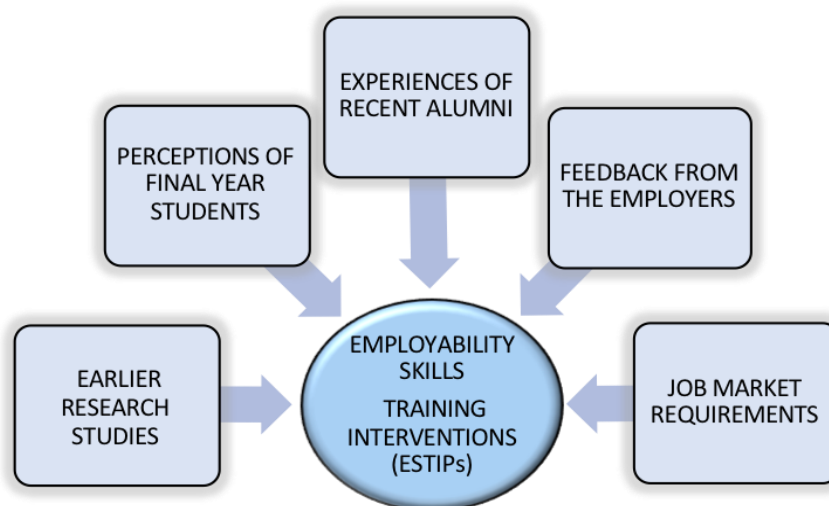 EXPERIENCES OF
RECENT ALUMNI
PERCEPTIONS OF
FINAL YEAR
STUDENTS
FEEDBACK FROM
THE EMPLOYERS
EARLIER
RESEARCH
STUDIES
EMPLOYABILITY
SKILLS
TRAINING
INTERVENTIONS
(ESTIPs)
JOB MARKET
REQUIREMENTS